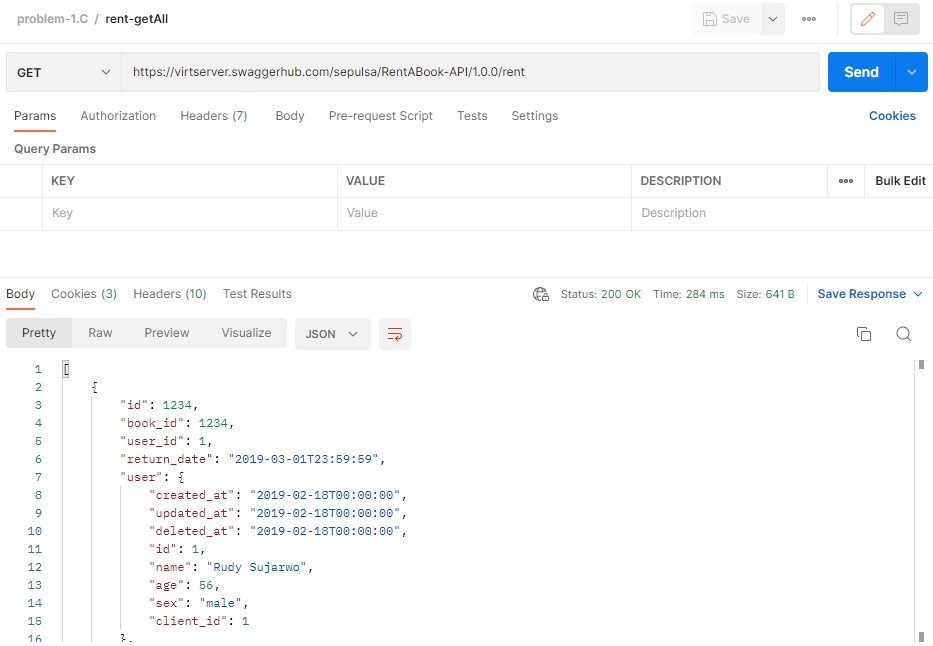 problem-1.C / rent-getAll
Save
GET
https://virtserver.swaggerhub.com/sepulsa/RentABook-API/1.0.0/rent
Send
Params Authorization Headers (7) Body Pre-request Script Tests Settings Cookies
Query Params
KEY VALUE DESCRIPTION Bulk Edit
Key Value Description
Body Cookies (3) Headers (10) Test Results Status: 200 OK Time: 284 ms Size: 641 B Save Response
Pretty Raw Preview Visualize JSON
1 [
2 {
3 "id": 1234,
4 "book_id": 1234,
5 "user_id": 1,
6 "return_date": "2019-03-01T23:59:59",
7 "user": {
8 "created_at": "2019-02-18T00:00:00",
9 "updated_at": "2019-02-18T00:00:00",
10 "deleted_at": "2019-02-18T00:00:00",
11 "id": 1,
12 "name": "Rudy Sujarwo",
13 "age": 56,
14 "sex": "male",
15 "client_id": 1
16 },